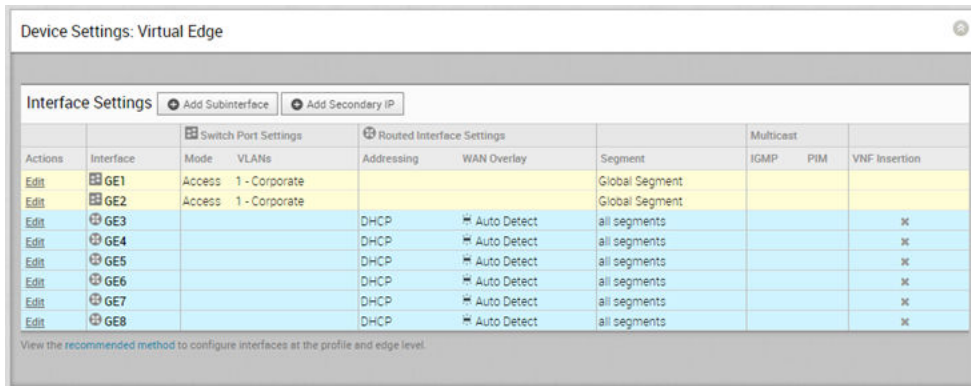 Device Settings: Virtual Edge
Interface Settings Add Subinterface Add Secondary IP
Switch Port Settings Routed Interface Settings Multicast
Actions Interface Mode VLANs Addressing WAN Overlay Segment IGMP PIM VNF Insertion
Edit GE1 Access 1 - Corporate Global Segment
Edit GE2 Access 1 - Corporate Global Segment
Edit GE3 DHCP Auto Detect all segments
Edit GE4 DHCP Auto Detect all segments
Edit GE5 DHCP Auto Detect all segments
Edit GE6 DHCP Auto Detect all segments
Edit GE7 DHCP Auto Detect all segments
Edit GE8 DHCP Auto Detect all segments
View the recommended method to configure interfaces at the profile and edge level.